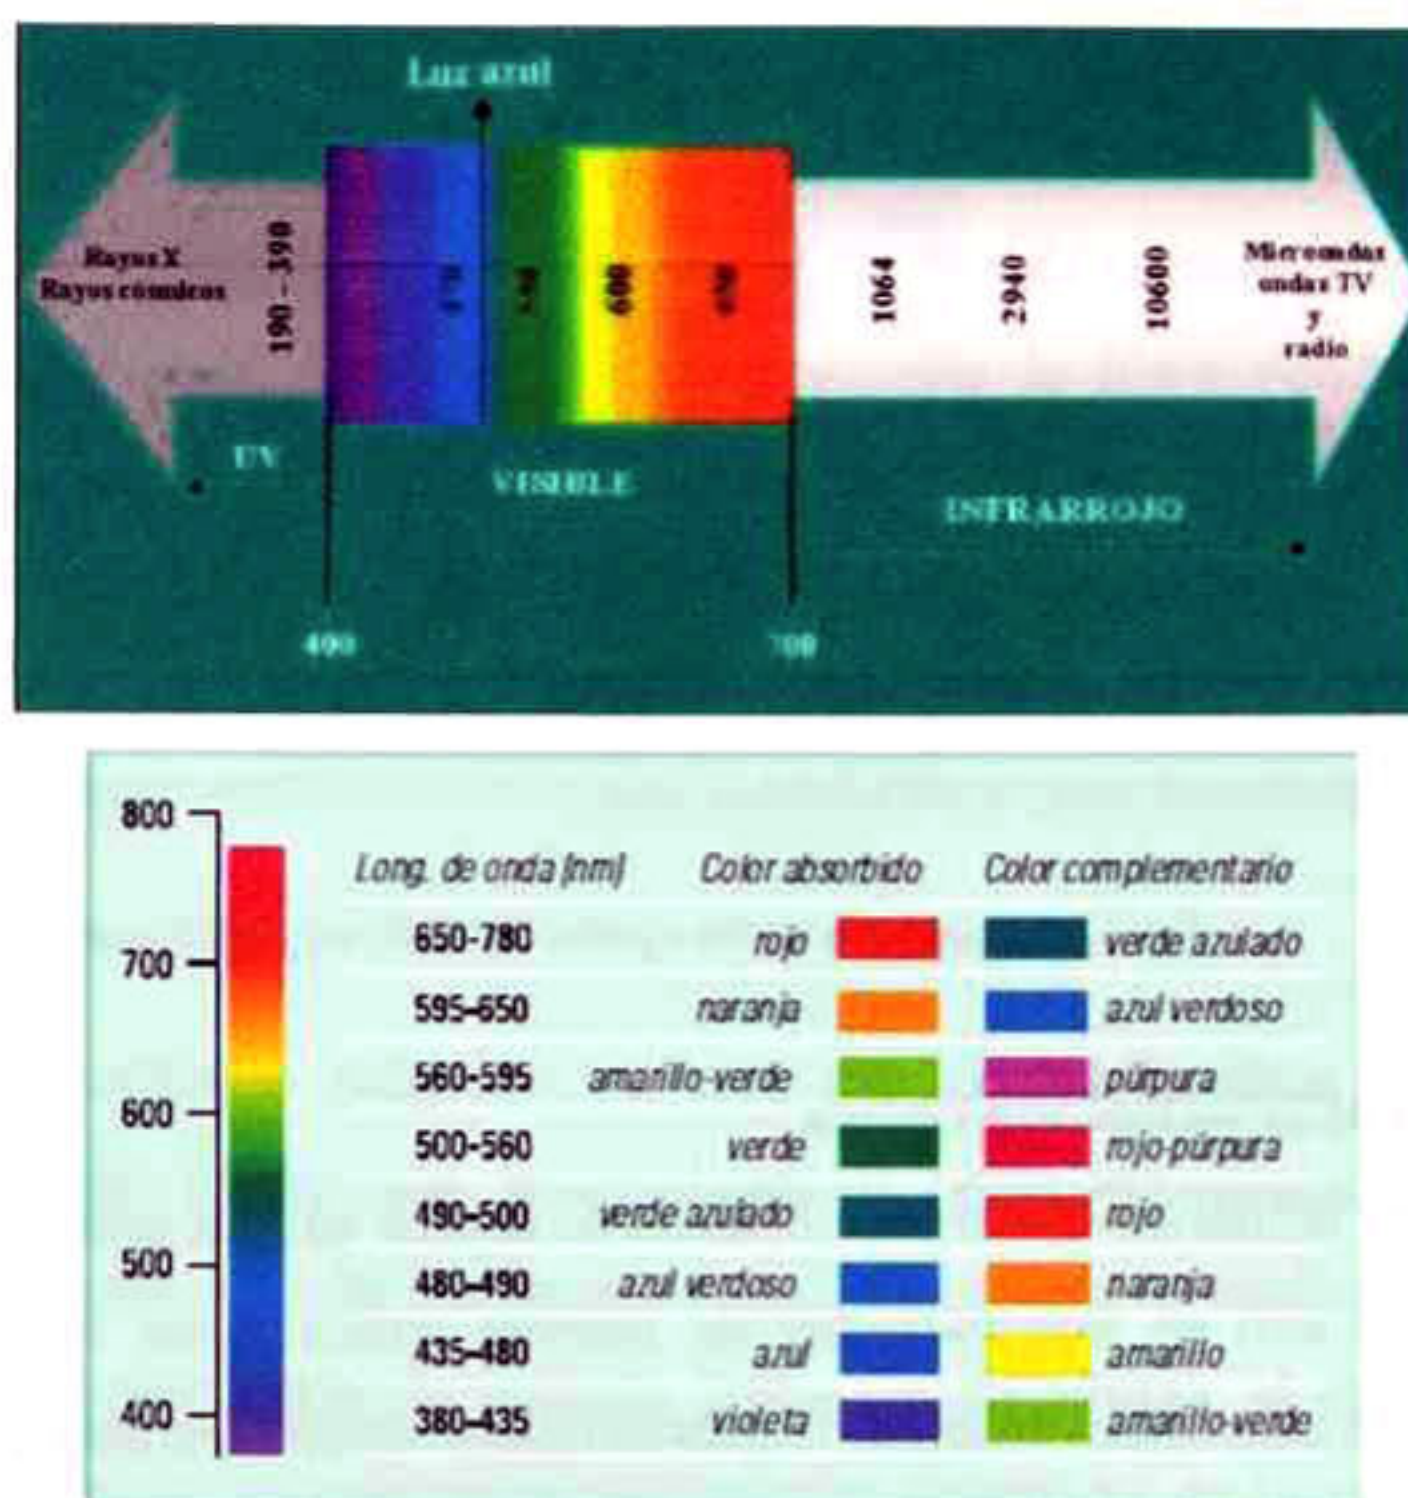 Luz azul
Rayos X
Rayos cósmicos
190 - 390
600
1064
2940
10600
Microondas
ondas TV
y
radio
UV
VISIBLE
INFRARROJO
400
700
800
700
600
500
400
Long. de onda (nm) Color absorbido Color complementario
650-780 rojo verde azulado
595-650 naranja azul verdoso
560-595 amarillo-verde púrpura
500-560 verde rojo-púrpura
490-500 verde azulado rojo
480-490 azul verdoso naranja
435-480 azul amarillo
380-435 violeta amarillo-verde